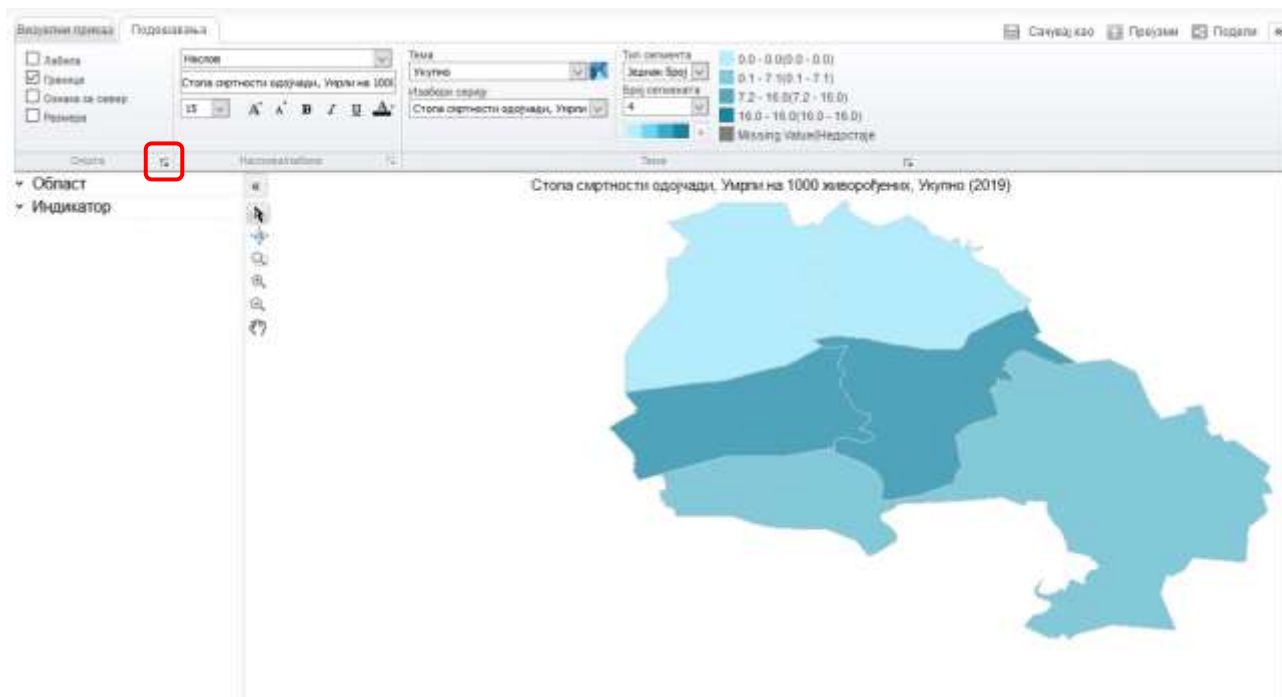 Визуелни приказ
Подешавања
Сачувај као
Преузми
Подели
Лабела
Границе
Ознака за север
Размера
Опште
Наслов
Стопа смртности одојчади, Умрли на 1000
15
A A B I U A
Наслови/лабеле
Тема
Укупно
Изабери серију
Стопа смртности одојчади, Умрли
Тип сегмента
Једнак број
Број сегмената
4
0.0 - 0.0(0.0 - 0.0)
0.1 - 7.1(0.1 - 7.1)
7.2 - 16.0(7.2 - 16.0)
16.0 - 16.0(16.0 - 16.0)
Missing Value/Недостаје
Тема
Област
Индикатор
«
Стопа смртности одојчади, Умрли на 1000 живорођених, Укупно (2019)